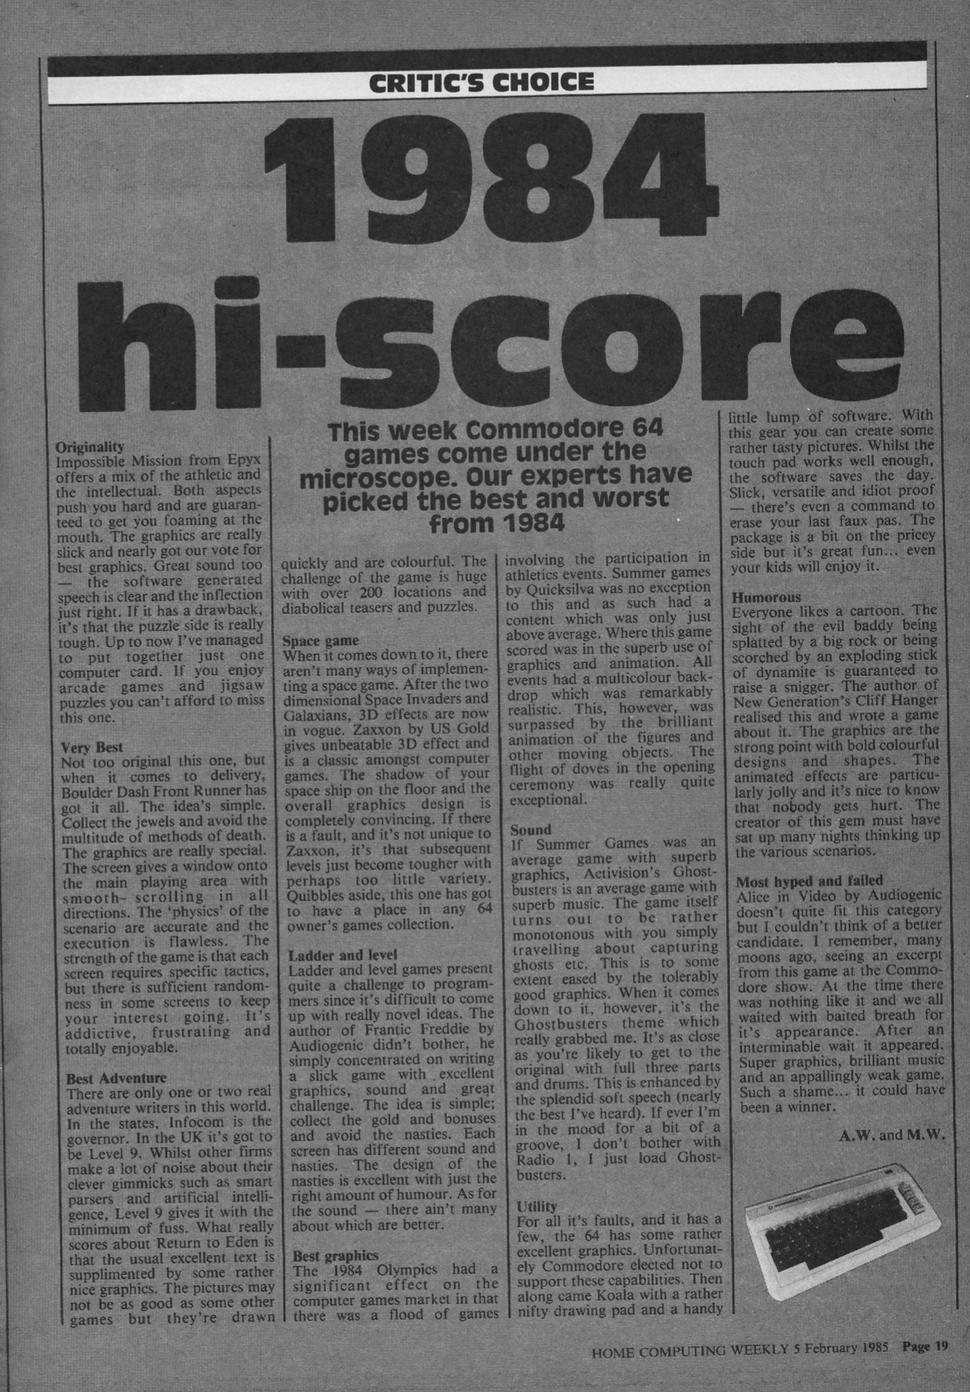 CRITIC'S CHOICE
1984
hi-score
This week Commodore 64
games come under the
microscope. Our experts have
picked the best and worst
from 1984
Originality
Impossible Mission from Epyx
offers a mix of the athletic and
the intellectual. Both aspects
push you hard and are guaran-
teed to get you foaming at the
mouth. The graphics are really
slick and nearly got our vote for
best graphics. Great sound too
— the software generated
speech is clear and the inflection
just right. If it has a drawback,
it's that the puzzle side is really
tough. Up to now I've managed
to put together just one
computer card. If you enjoy
arcade games and jigsaw
puzzles you can't afford to miss
this one.
Very Best
Not too original this one, but
when it comes to delivery,
Boulder Dash Front Runner has
got it all. The idea's simple.
Collect the jewels and avoid the
multitude of methods of death.
The graphics are really special.
The screen gives a window onto
the main playing area with
smooth~ scrolling in all
directions. The 'physics' of the
scenario are accurate and the
execution is flawless. The
strength of the game is that each
screen requires specific tactics,
but there is sufficient random-
ness in some screens to keep
your interest going. It's
addictive, frustrating and
totally enjoyable.
Best Adventure
There are only one or two real
adventure writers in this world.
In the states, Infocom is the
governor. In the UK it's got to
be Level 9. Whilst other firms
make a lot of noise about their
clever gimmicks such as smart
parsers and artificial intelli-
gence, Level 9 gives it with the
minimum of fuss. What really
scores about Return to Eden is
that the usual excellent text is
supplimented by some rather
nice graphics. The pictures may
not be as good as some other
games but they're drawn
quickly and are colourful. The
challenge of the game is huge
with over 200 locations and
diabolical teasers and puzzles.
Space game
When it comes down to it, there
aren't many ways of implemen-
ting a space game. After the two
dimensional Space Invaders and
Galaxians, 3D effects are now
in vogue. Zaxxon by US Gold
gives unbeatable 3D effect and
is a classic amongst computer
games. The shadow of your
space ship on the floor and the
overall graphics design is
completely convincing. If there
is a fault, and it's not unique to
Zaxxon, it's that subsequent
levels just become tougher with
perhaps too little variety.
Quibbles aside, this one has got
to have a place in any 64
owner's games collection.
Ladder and level
Ladder and level games present
quite a challenge to program-
mers since it's difficult to come
up with really novel ideas. The
author of Frantic Freddie by
Audiogenic didn't bother, he
simply concentrated on writing
a slick game with excellent
graphics, sound and great
challenge. The idea is simple;
collect the gold and bonuses
and avoid the nasties. Each
screen has different sound and
nasties. The design of the
nasties is excellent with just the
right amount of humour. As for
the sound — there ain't many
about which are better.
Best graphics
The 1984 Olympics had a
significant effect on the
computer games market in that
there was a flood of games
involving the participation in
athletics events. Summer games
by Quicksilva was no exception
to this and as such had a
content which was only just
above average. Where this game
scored was in the superb use of
graphics and animation. All
events had a multicolour back-
drop which was remarkably
realistic. This, however, was
surpassed by the brilliant
animation of the figures and
other moving objects. The
flight of doves in the opening
ceremony was really quite
exceptional.
Sound
If Summer Games was an
average game with superb
graphics, Activision's Ghost-
busters is an average game with
superb music. The game itself
turns out to be rather
monotonous with you simply
travelling about capturing
ghosts etc. This is to some
extent eased by the tolerably
good graphics. When it comes
down to it, however, it's the
Ghostbusters theme which
really grabbed me. It's as close
as you're likely to get to the
original with full three parts
and drums. This is enhanced by
the splendid soft speech (nearly
the best I've heard). If ever I'm
in the mood for a bit of a
groove, I don't bother with
Radio 1, I just load Ghost-
busters.
Utility
For all it's faults, and it has a
few, the 64 has some rather
excellent graphics. Unfortunat-
ely Commodore elected not to
support these capabilities. Then
along came Koala with a rather
nifty drawing pad and a handy
little lump of software. With
this gear you can create some
rather tasty pictures. Whilst the
touch pad works well enough,
the software saves the day.
Slick, versatile and idiot proof
— there's even a command to
erase your last faux pas. The
package is a bit on the pricey
side but it's great fun... even
your kids will enjoy it.
Humorous
Everyone likes a cartoon. The
sight of the evil baddy being
splatted by a big rock or being
scorched by an exploding stick
of dynamite is guaranteed to
raise a snigger. The author of
New Generation's Cliff Hanger
realised this and wrote a game
about it. The graphics are the
strong point with bold colourful
designs and shapes. The
animated effects are particu-
larly jolly and it's nice to know
that nobody gets hurt. The
creator of this gem must have
sat up many nights thinking up
the various scenarios.
Most hyped and failed
Alice in Video by Audiogenic
doesn't quite fit this category
but I couldn't think of a better
candidate. I remember, many
moons ago, seeing an excerpt
from this game at the Commo-
dore show. At the time there
was nothing like it and we all
waited with baited breath for
it's appearance. After an
interminable wait it appeared.
Super graphics, brilliant music
and an appallingly weak game.
Such a shame... it could have
been a winner.
A.W. and M.W.
HOME COMPUTING WEEKLY 5 February 1985 Page 19